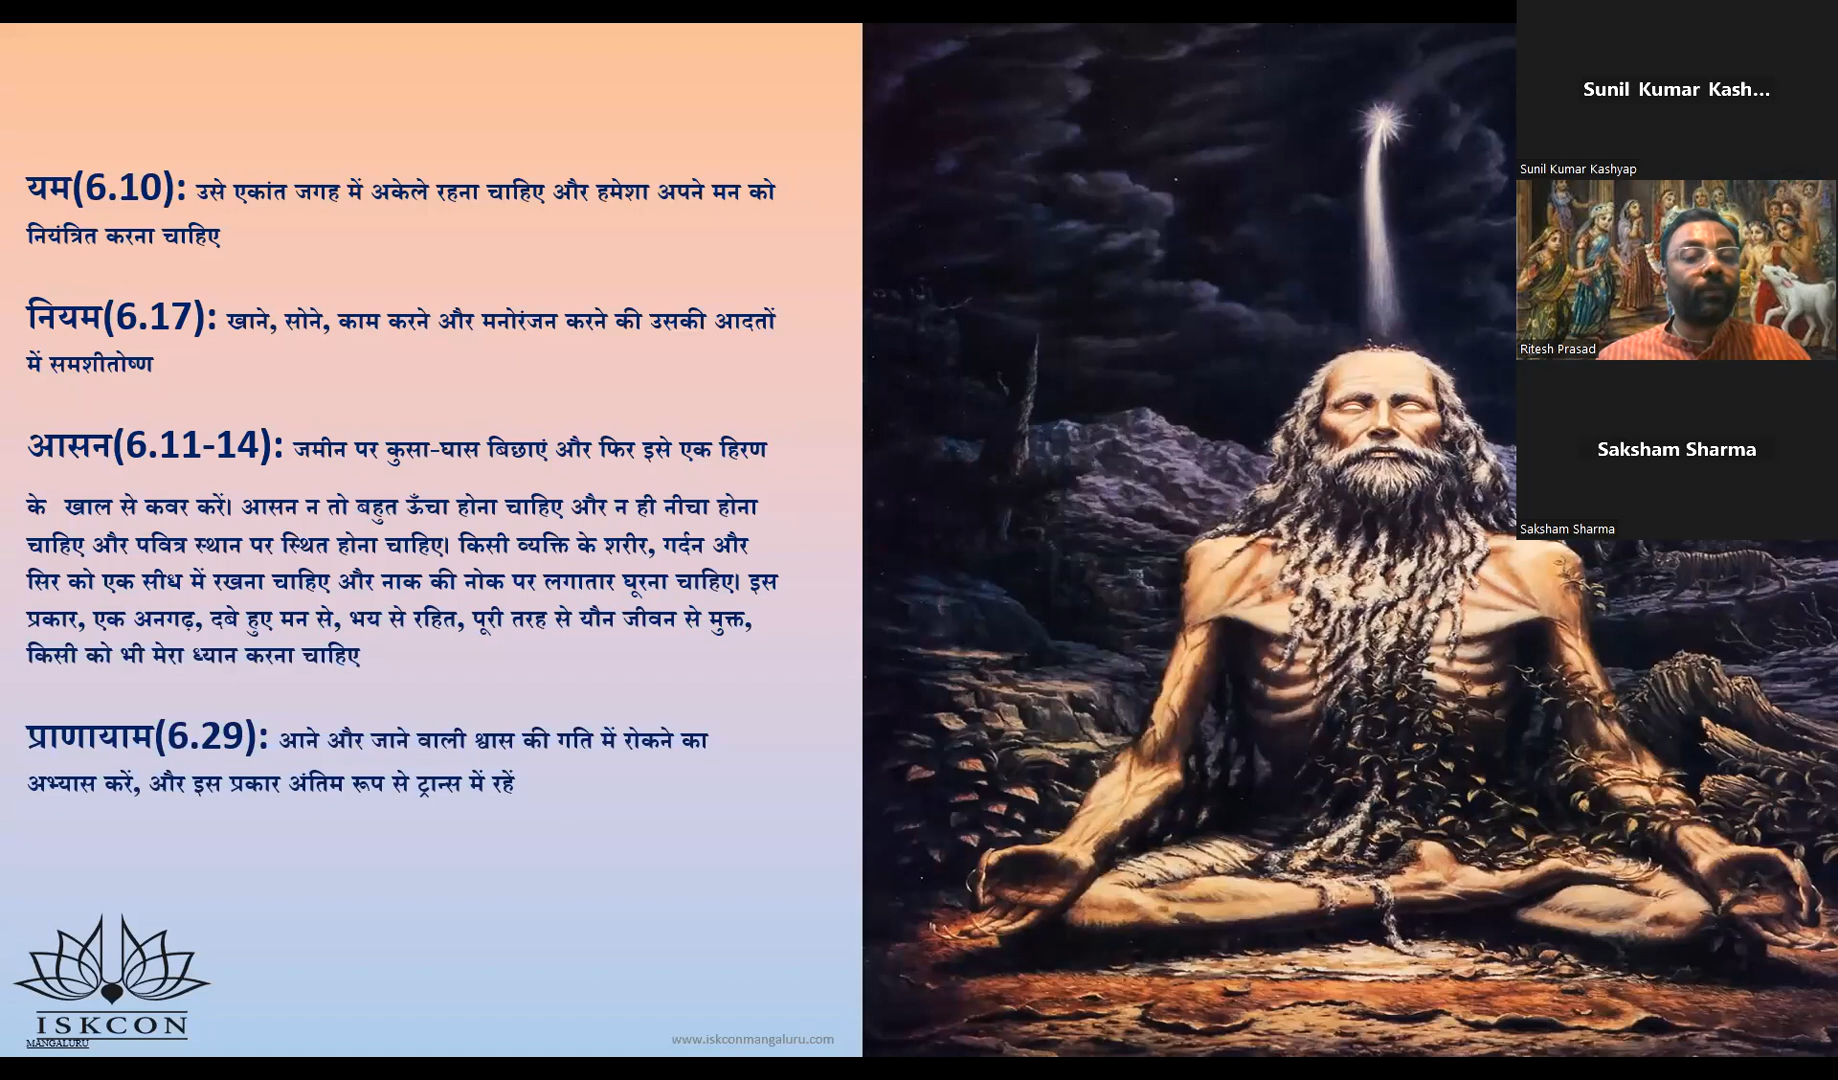 यम(6.10): उसे एकांत जगह में अकेले रहना चाहिए और हमेशा अपने मन को
नियंत्रित करना चाहिए
नियम(6.17): खाने, सोने, काम करने और मनोरंजन करने की उसकी आदतों
में समशीतोष्ण
आसन(6.11-14): जमीन पर कुसा-घास बिछाएं और फिर इसे एक हिरण
के खाल से कवर करें। आसन न तो बहुत ऊँचा होना चाहिए और न ही नीचा होना
चाहिए और पवित्र स्थान पर स्थित होना चाहिए। किसी व्यक्ति के शरीर, गर्दन और
सिर को एक सीध में रखना चाहिए और नाक की नोक पर लगातार घूरना चाहिए। इस
प्रकार, एक अनगढ़, दबे हुए मन से, भय से रहित, पूरी तरह से यौन जीवन से मुक्त,
किसी को भी मेरा ध्यान करना चाहिए
प्राणायाम(6.29): आने और जाने वाली श्वास की गति में रोकने का
अभ्यास करें, और इस प्रकार अंतिम रूप से ट्रान्स में रहें
ISKCON
MANGALURU
www.iskconmangaluru.com
Sunil Kumar Kash...
Sunil Kumar Kashyap
Ritesh Prasad
Saksham Sharma
Saksham Sharma